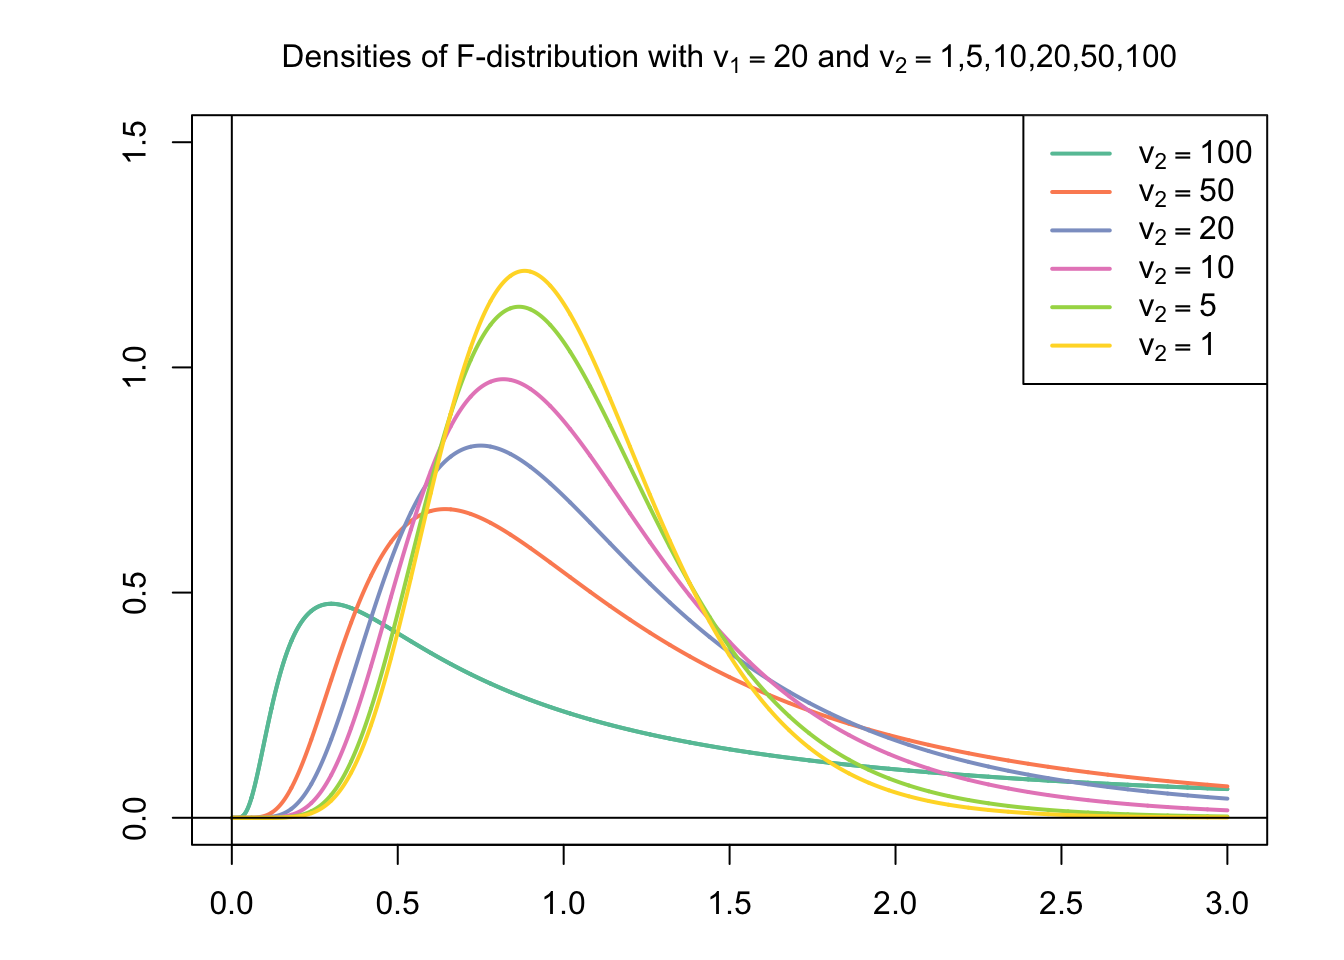 Densities of F-distribution with v₁ = 20 and v₂ = 1,5,10,20,50,100
1.5
1.0
0.5
0.0
v₂ = 100
v₂ = 50
v₂ = 20
v₂ = 10
v₂ = 5
v₂ = 1
0.0 0.5 1.0 1.5 2.0 2.5 3.0